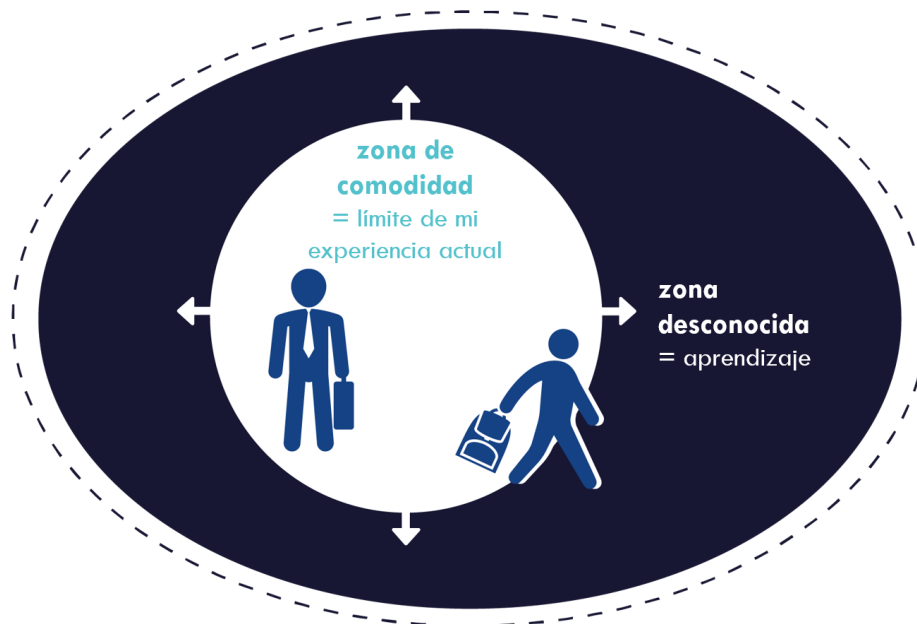 zona de
comodidad
= límite de mi
experiencia actual
zona
desconocida
= aprendizaje